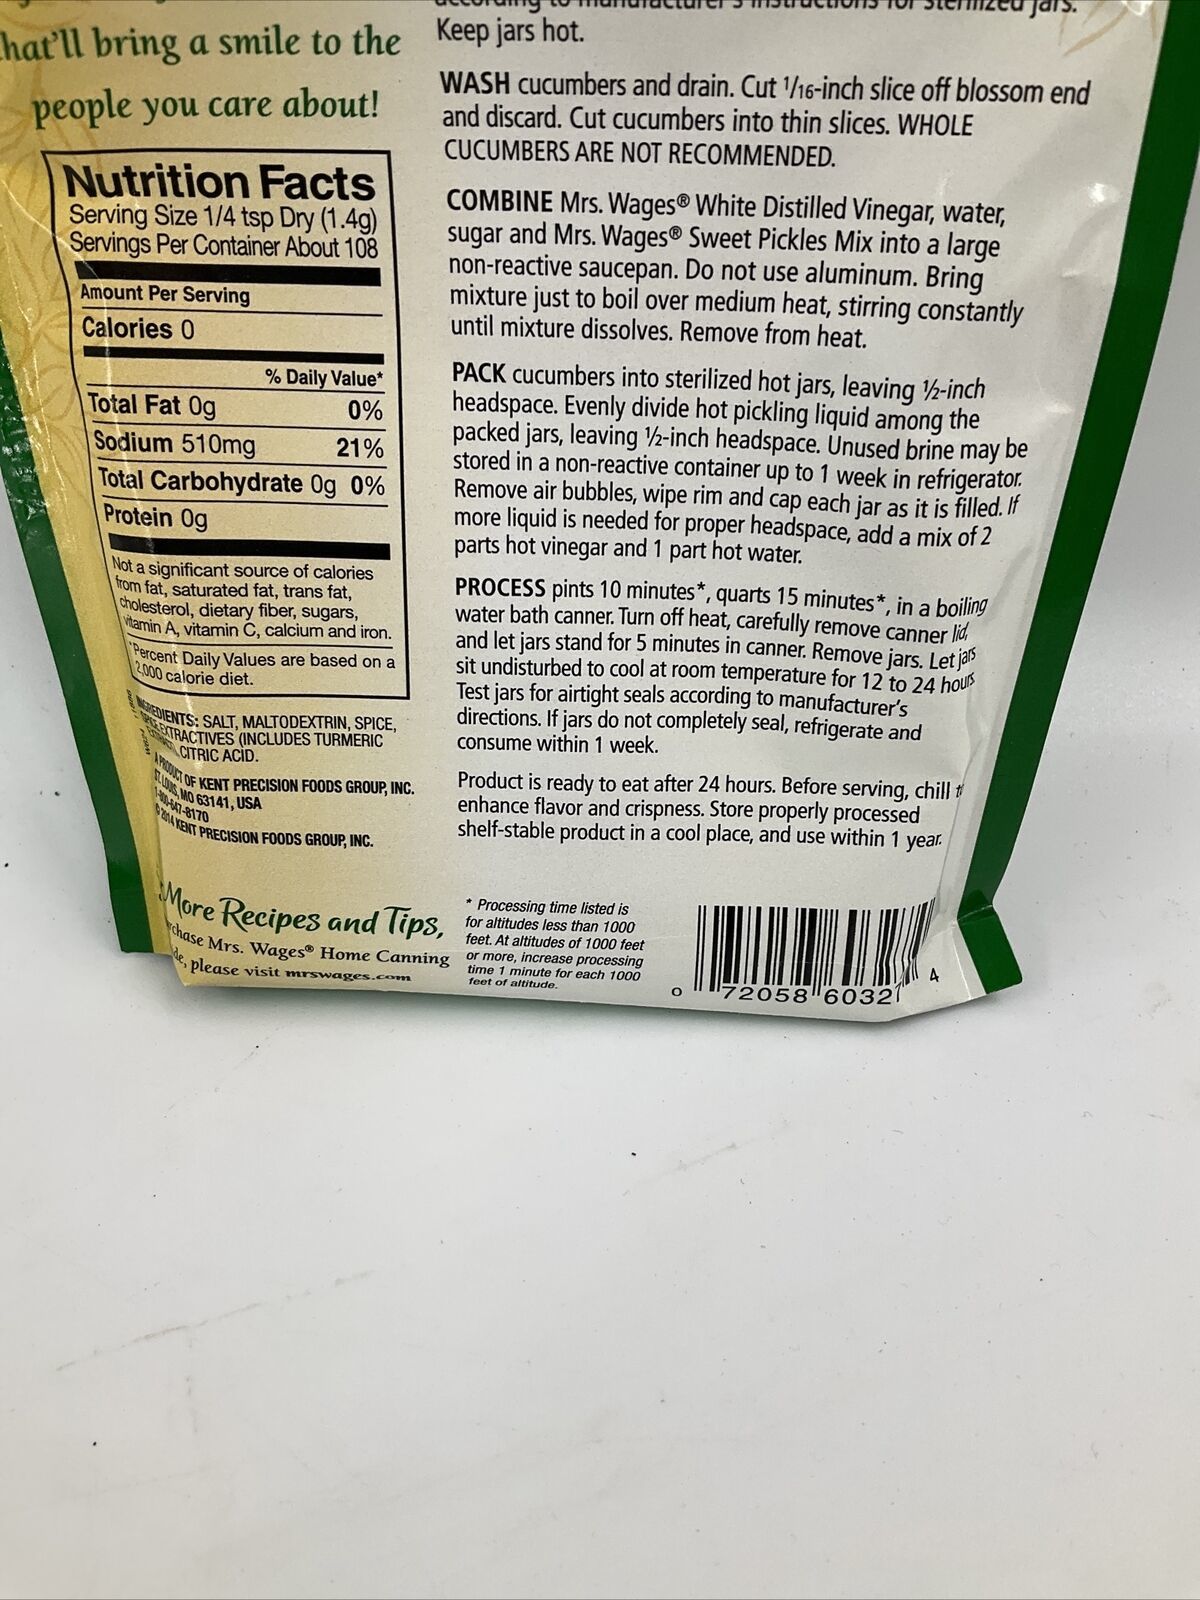 hat'll bring a smile to the
people you care about!
Nutrition Facts
Serving Size 1/4 tsp Dry (1.4g)
Servings Per Container About 108
Amount Per Serving
Calories 0
% Daily Value*
Total Fat 0g 0%
Sodium 510mg 21%
Total Carbohydrate 0g 0%
Protein 0g
Not a significant source of calories
from fat, saturated fat, trans fat,
cholesterol, dietary fiber, sugars,
vitamin A, vitamin C, calcium and iron.
*Percent Daily Values are based on a
2,000 calorie diet.
INGREDIENTS: SALT, MALTODEXTRIN, SPICE,
SPICE EXTRACTIVES (INCLUDES TURMERIC
CITRIC ACID.
A PRODUCT OF KENT PRECISION FOODS GROUP, INC.
ST. LOUIS, MO 63141, USA
1-800-647-8170
© 2014 KENT PRECISION FOODS GROUP, INC.
More Recipes and Tips,
chase Mrs. Wages® Home Canning
de, please visit mrswages.com
according to manufacturer's instructions for sterilized jars.
Keep jars hot.
WASH cucumbers and drain. Cut 1/16-inch slice off blossom end
and discard. Cut cucumbers into thin slices. WHOLE
CUCUMBERS ARE NOT RECOMMENDED.
COMBINE Mrs. Wages® White Distilled Vinegar, water,
sugar and Mrs. Wages® Sweet Pickles Mix into a large
non-reactive saucepan. Do not use aluminum. Bring
mixture just to boil over medium heat, stirring constantly
until mixture dissolves. Remove from heat.
PACK cucumbers into sterilized hot jars, leaving ½-inch
headspace. Evenly divide hot pickling liquid among the
packed jars, leaving ½-inch headspace. Unused brine may be
stored in a non-reactive container up to 1 week in refrigerator.
Remove air bubbles, wipe rim and cap each jar as it is filled. If
more liquid is needed for proper headspace, add a mix of 2
parts hot vinegar and 1 part hot water.
PROCESS pints 10 minutes*, quarts 15 minutes*, in a boiling
water bath canner. Turn off heat, carefully remove canner lid,
and let jars stand for 5 minutes in canner. Remove jars. Let jars
sit undisturbed to cool at room temperature for 12 to 24 hours.
Test jars for airtight seals according to manufacturer's
directions. If jars do not completely seal, refrigerate and
consume within 1 week.
Product is ready to eat after 24 hours. Before serving, chill to
enhance flavor and crispness. Store properly processed
shelf-stable product in a cool place, and use within 1 year.
* Processing time listed is
for altitudes less than 1000
feet. At altitudes of 1000 feet
or more, increase processing
time 1 minute for each 1000
feet of altitude.
0 72058 60327 4